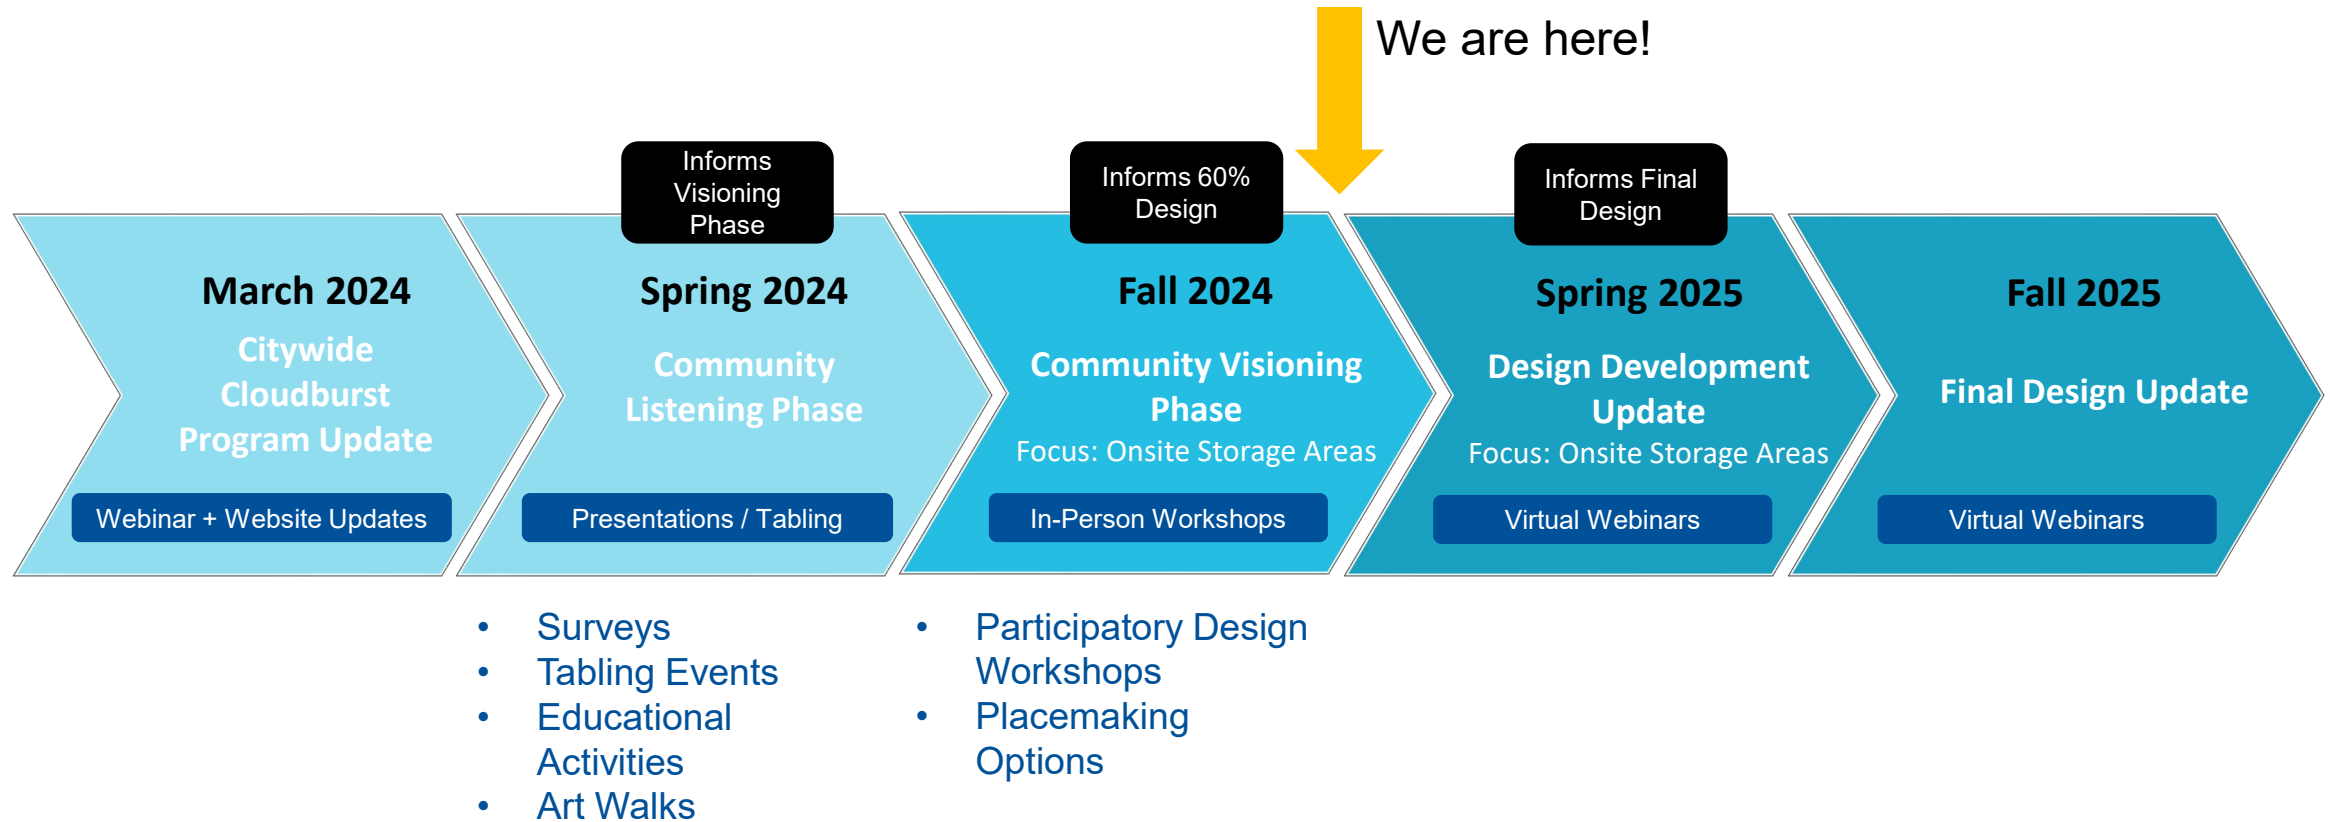 We are here!
Informs
Visioning
Phase
Informs 60%
Design
Informs Final
Design
March 2024
Citywide
Cloudburst
Program Update
Webinar + Website Updates
Spring 2024
Community
Listening Phase
Presentations / Tabling
Fall 2024
Community Visioning
Phase
Focus: Onsite Storage Areas
In-Person Workshops
Spring 2025
Design Development
Update
Focus: Onsite Storage Areas
Virtual Webinars
Fall 2025
Final Design Update
Virtual Webinars
• Surveys
• Tabling Events
• Educational
Activities
• Art Walks
• Participatory Design
Workshops
• Placemaking
Options